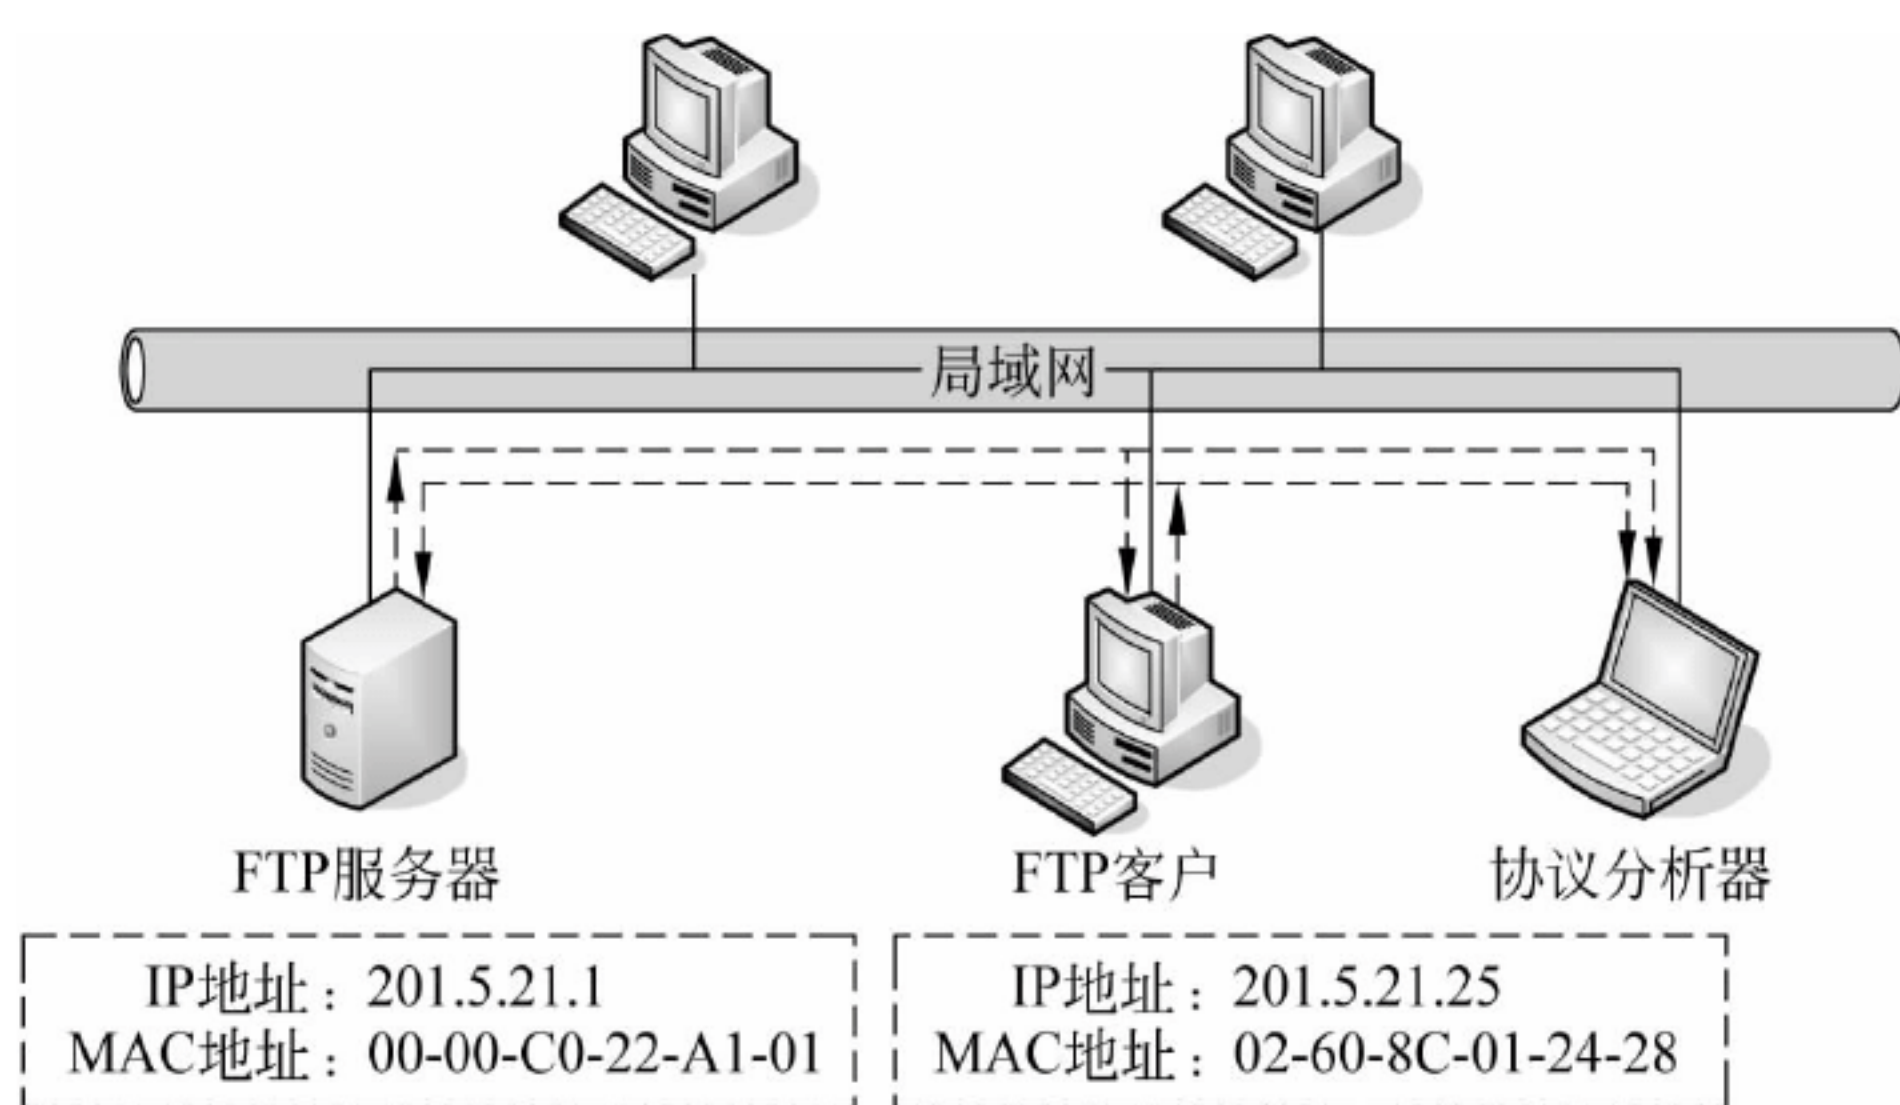 局域网
FTP服务器
FTP客户
协议分析器
IP地址：201.5.21.1
MAC地址：00-00-C0-22-A1-01
IP地址：201.5.21.25
MAC地址：02-60-8C-01-24-28